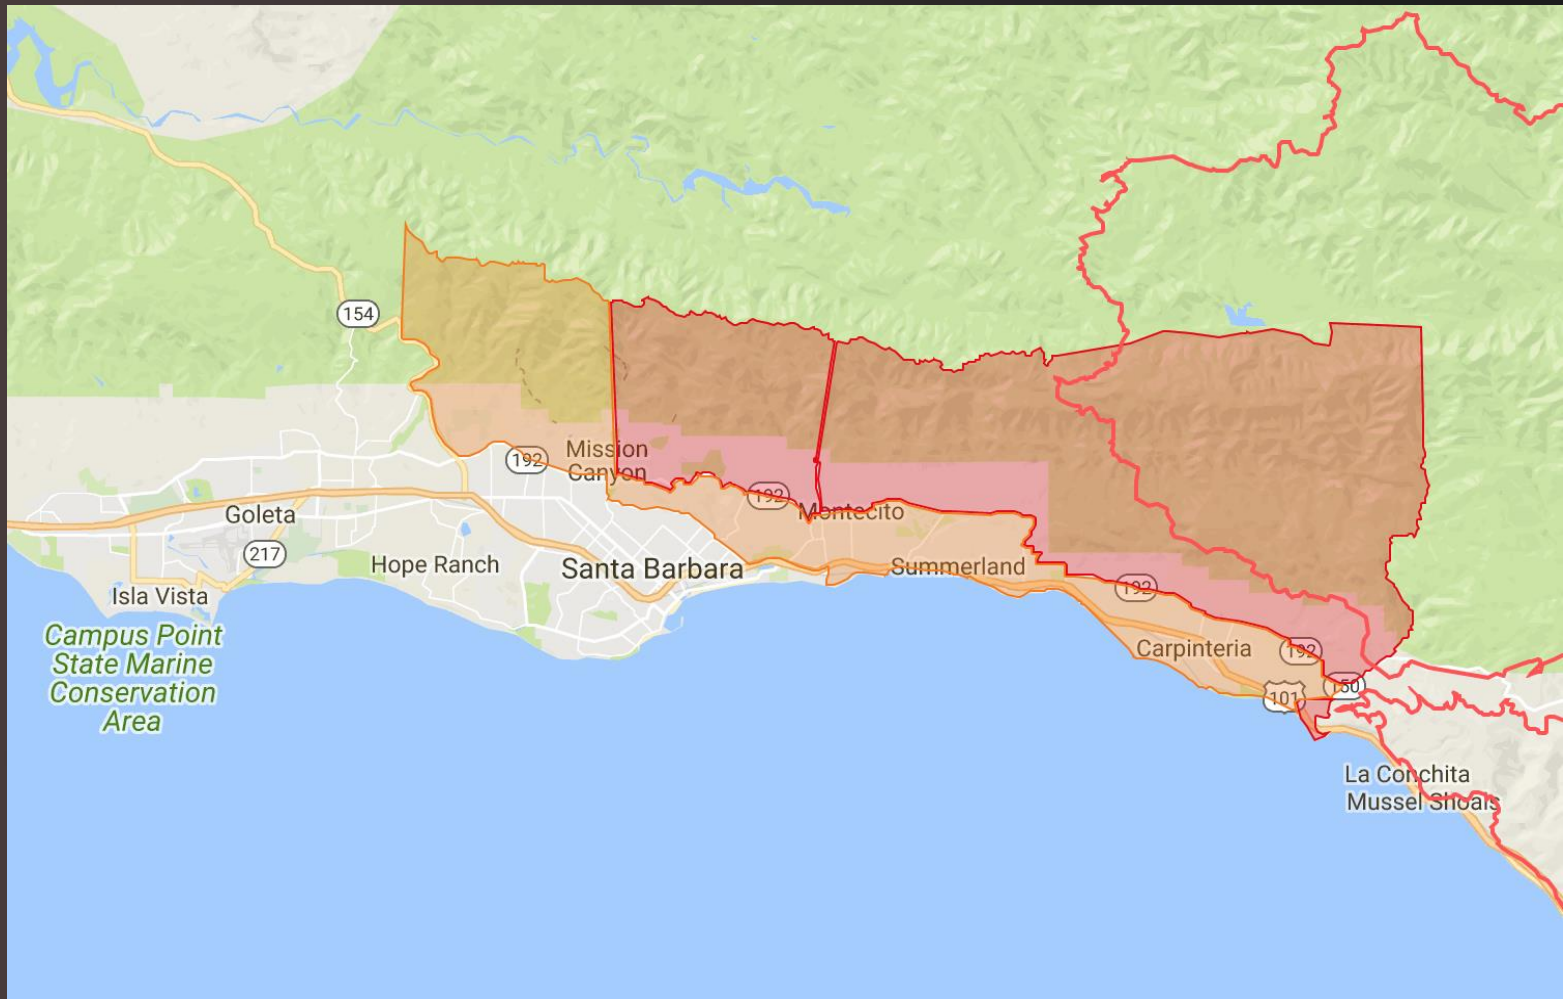 154
192
Mission
Canyon
192
Montecito
Goleta
217
Hope Ranch
Santa Barbara
Summerland
Isla Vista
192
Campus Point
State Marine
Conservation
Area
Carpinteria
192
150
101
La Conchita
Mussel Shoals